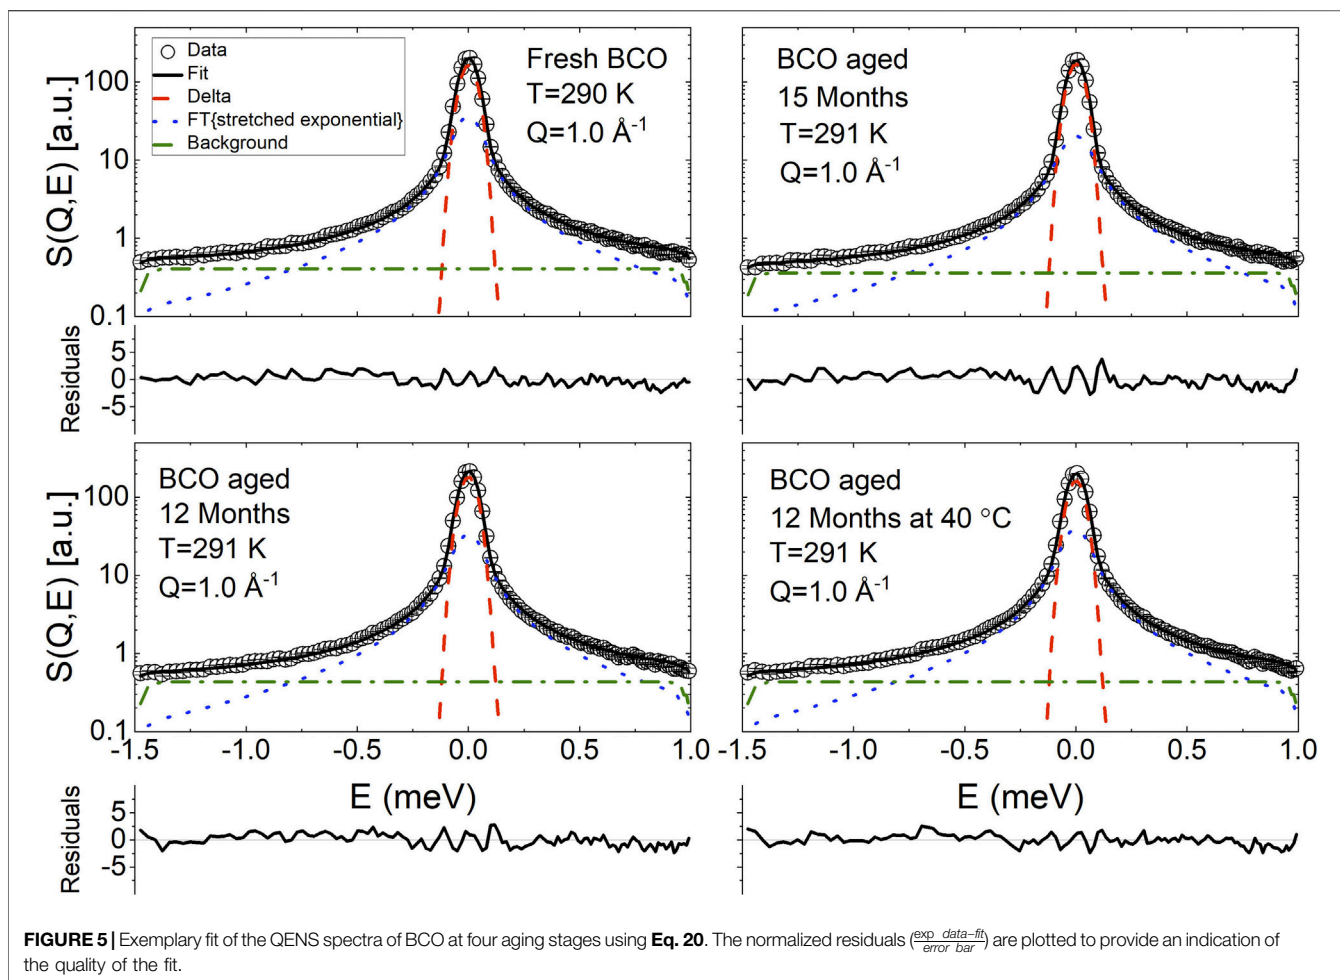 Data
Fit
Delta
FT{stretched exponential}
Background
Fresh BCO
T=290 K
Q=1.0 Å-1
S(Q,E) [a.u.]
100
10
1
0.1
Residuals
5
0
-5
BCO aged
15 Months
T=291 K
Q=1.0 Å-1
BCO aged
12 Months
T=291 K
Q=1.0 Å-1
S(Q,E) [a.u.]
100
10
1
0.1
-1.5 -1.0 -0.5 0.0 0.5 1.0
E (meV)
Residuals
5
0
-5
BCO aged
12 Months at 40 °C
T=291 K
Q=1.0 Å-1
-1.5 -1.0 -0.5 0.0 0.5 1.0
E (meV)
FIGURE 5 | Exemplary fit of the QENS spectra of BCO at four aging stages using Eq. 20. The normalized residuals (exp data−fit / error bar) are plotted to provide an indication of
the quality of the fit.